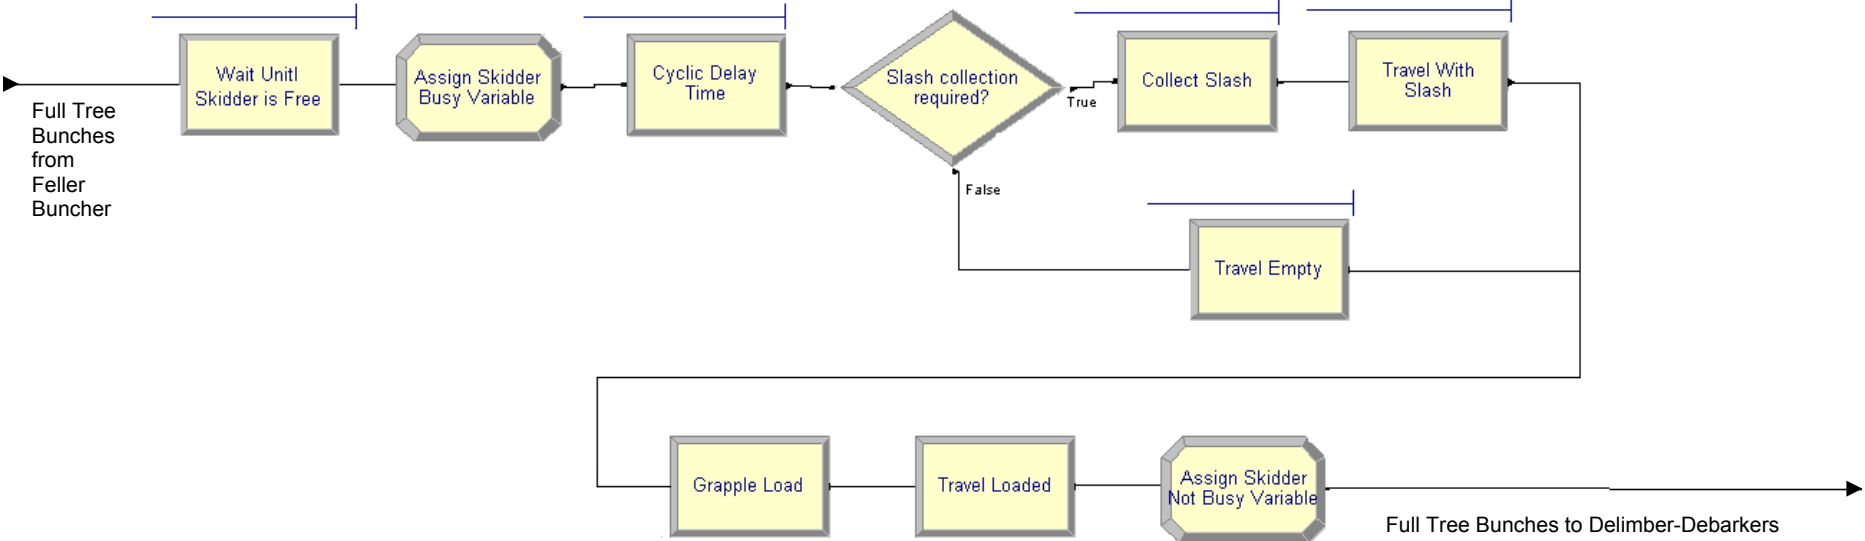 Wait Unitl
Skidder is Free
Assign Skidder
Busy Variable
Cyclic Delay
Time
Slash collection
required?
True
Collect Slash
Travel With
Slash
Full Tree
Bunches
from
Feller
Buncher
False
Travel Empty
Grapple Load
Travel Loaded
Assign Skidder
Not Busy Variable
Full Tree Bunches to Delimber-Debarkers